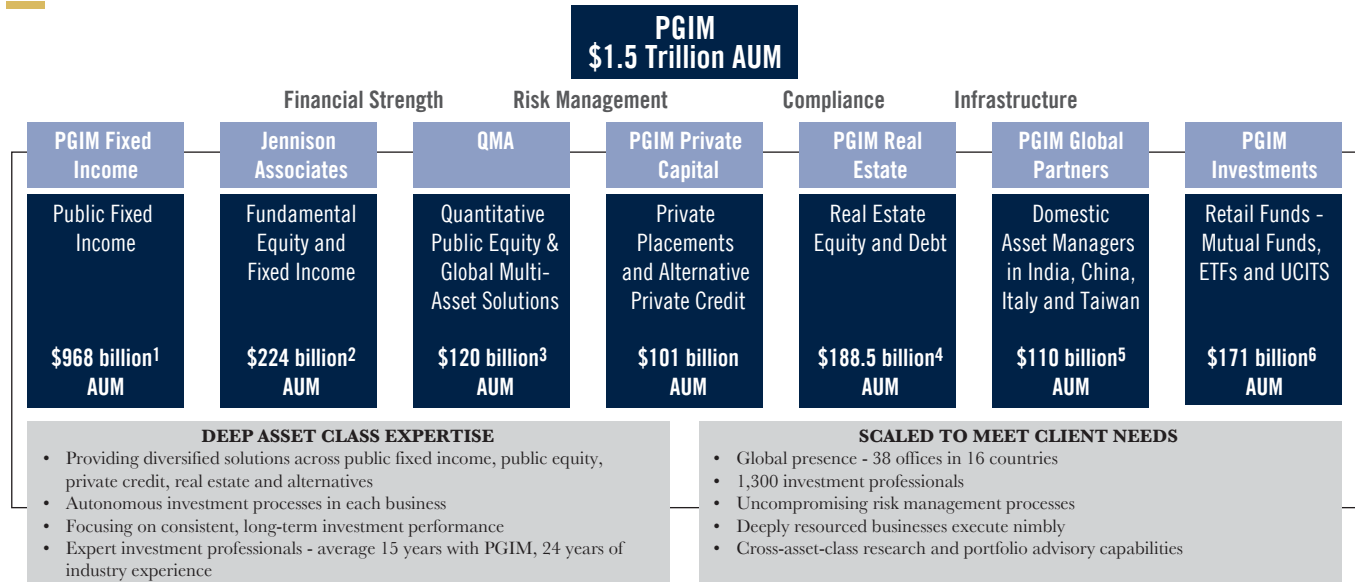 PGIM
$1.5 Trillion AUM
Financial Strength Risk Management Compliance Infrastructure
PGIM Fixed
Income
Public Fixed
Income
$968 billion1
AUM
Jennison
Associates
Fundamental
Equity and
Fixed Income
$224 billion2
AUM
QMA
Quantitative
Public Equity &
Global Multi-
Asset Solutions
$120 billion3
AUM
PGIM Private
Capital
Private
Placements
and Alternative
Private Credit
$101 billion
AUM
PGIM Real
Estate
Real Estate
Equity and Debt
$188.5 billion4
AUM
PGIM Global
Partners
Domestic
Asset Managers
in India, China,
Italy and Taiwan
$110 billion5
AUM
PGIM
Investments
Retail Funds -
Mutual Funds,
ETFs and UCITS
$171 billion6
AUM
DEEP ASSET CLASS EXPERTISE
• Providing diversified solutions across public fixed income, public equity,
private credit, real estate and alternatives
• Autonomous investment processes in each business
• Focusing on consistent, long-term investment performance
• Expert investment professionals - average 15 years with PGIM, 24 years of
industry experience
SCALED TO MEET CLIENT NEEDS
• Global presence - 38 offices in 16 countries
• 1,300 investment professionals
• Uncompromising risk management processes
• Deeply resourced businesses execute nimbly
• Cross-asset-class research and portfolio advisory capabilities